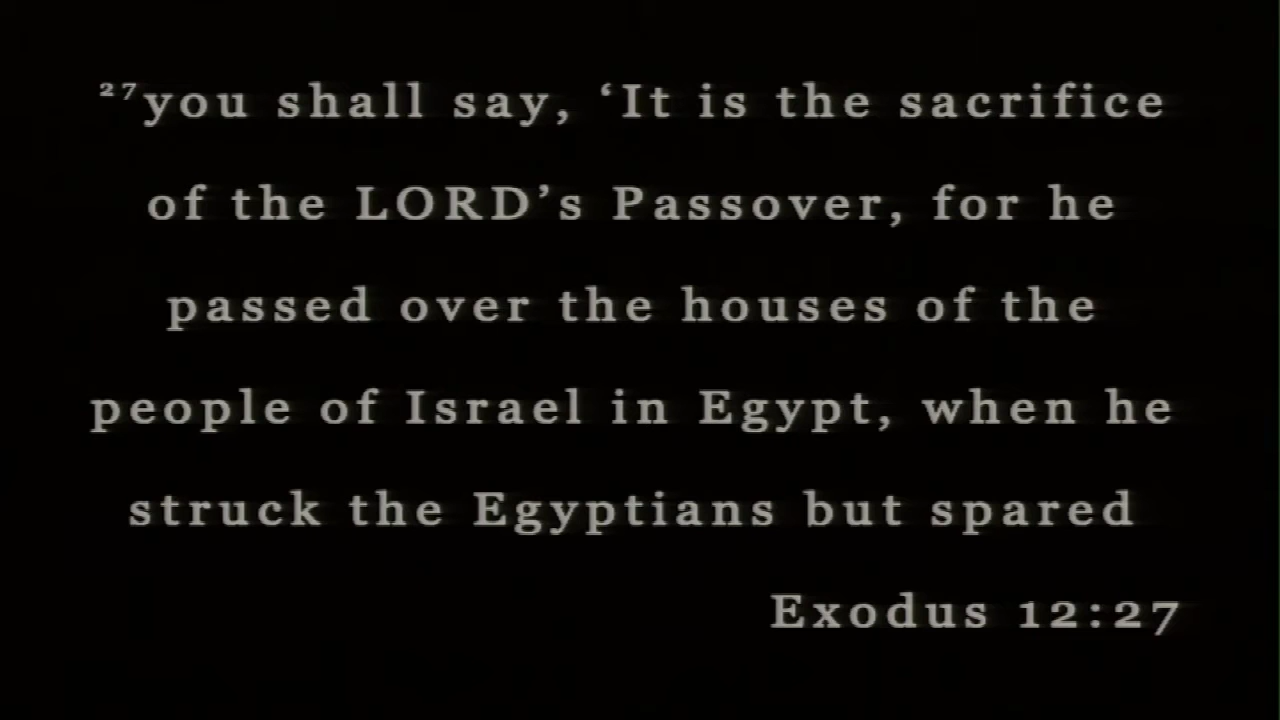 ²⁷you shall say, ‘It is the sacrifice
of the LORD’s Passover, for he
passed over the houses of the
people of Israel in Egypt, when he
struck the Egyptians but spared
Exodus 12:27